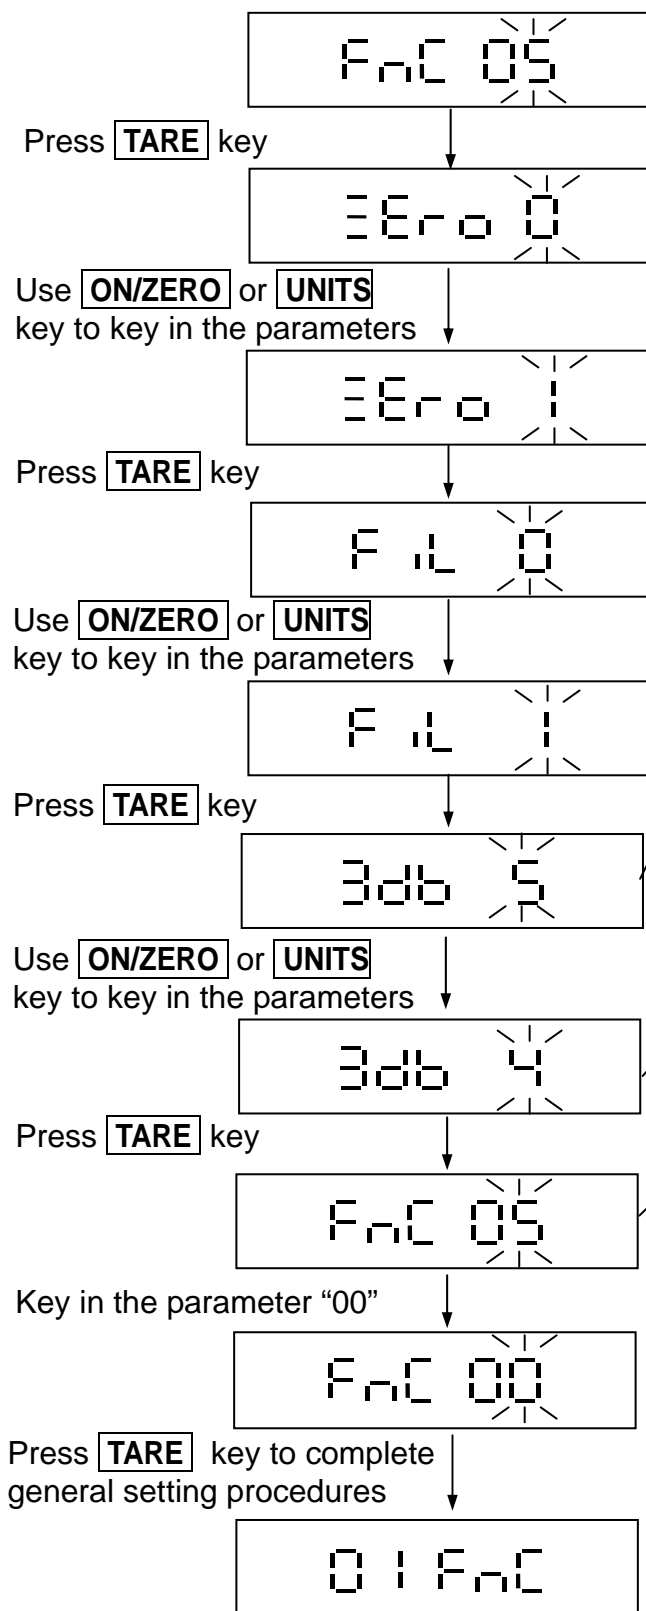 FnC 05
Press TARE key
ZEro 0
Use ON/ZERO or UNITS
key to key in the parameters
ZEro 1
Press TARE key
FiL 0
Use ON/ZERO or UNITS
key to key in the parameters
FiL 1
Press TARE key
3db 5
Use ON/ZERO or UNITS
key to key in the parameters
3db 4
Press TARE key
FnC 05
Key in the parameter “00”
FnC 00
Press TARE key to complete
general setting procedures
01 FnC